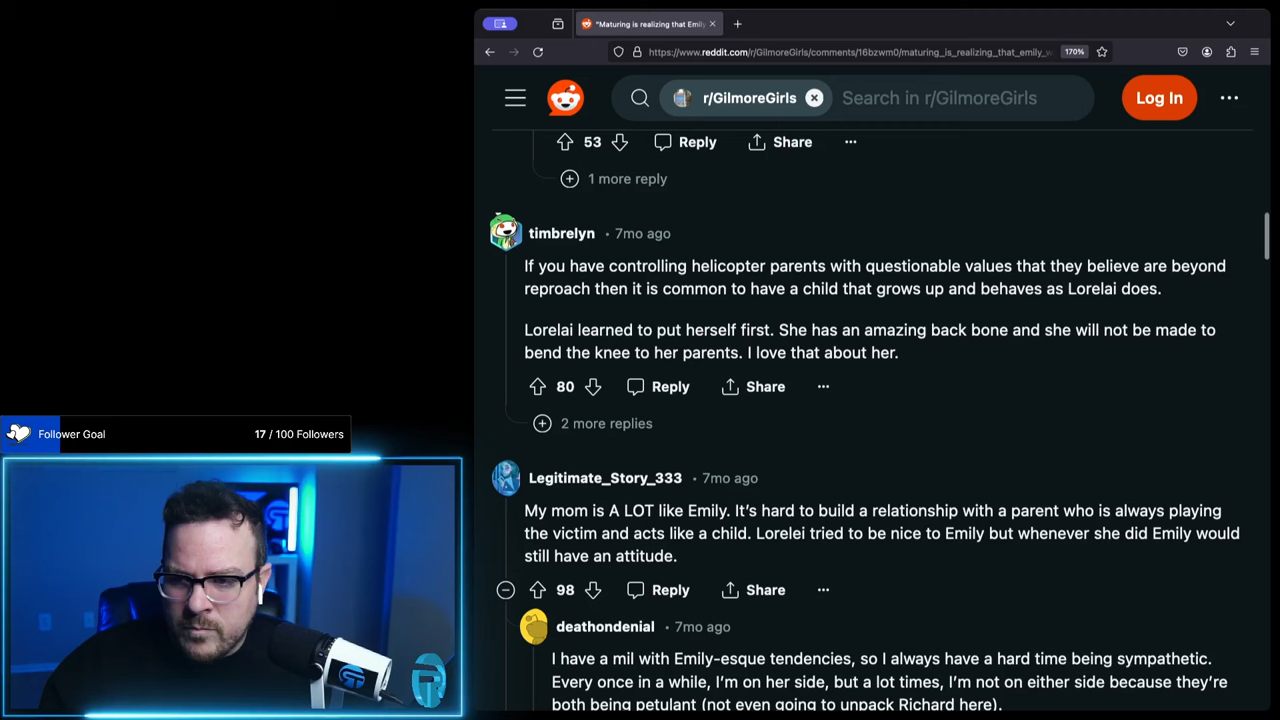 "Maturing is realizing that Emily
https://www.reddit.com/r/GilmoreGirls/comments/16bzwm0/maturing_is_realizing_that_emily_w
170%
r/GilmoreGirls
Search in r/GilmoreGirls
Log In
53
Reply
Share
1 more reply
timbrelyn • 7mo ago
If you have controlling helicopter parents with questionable values that they believe are beyond
reproach then it is common to have a child that grows up and behaves as Lorelai does.
Lorelai learned to put herself first. She has an amazing back bone and she will not be made to
bend the knee to her parents. I love that about her.
80
Reply
Share
2 more replies
Legitimate_Story_333 • 7mo ago
My mom is A LOT like Emily. It's hard to build a relationship with a parent who is always playing
the victim and acts like a child. Lorelei tried to be nice to Emily but whenever she did Emily would
still have an attitude.
98
Reply
Share
deathondenial • 7mo ago
I have a mil with Emily-esque tendencies, so I always have a hard time being sympathetic.
Every once in a while, I'm on her side, but a lot times, I'm not on either side because they're
both being petulant (not even going to unpack Richard here).
Follower Goal
17 / 100 Followers